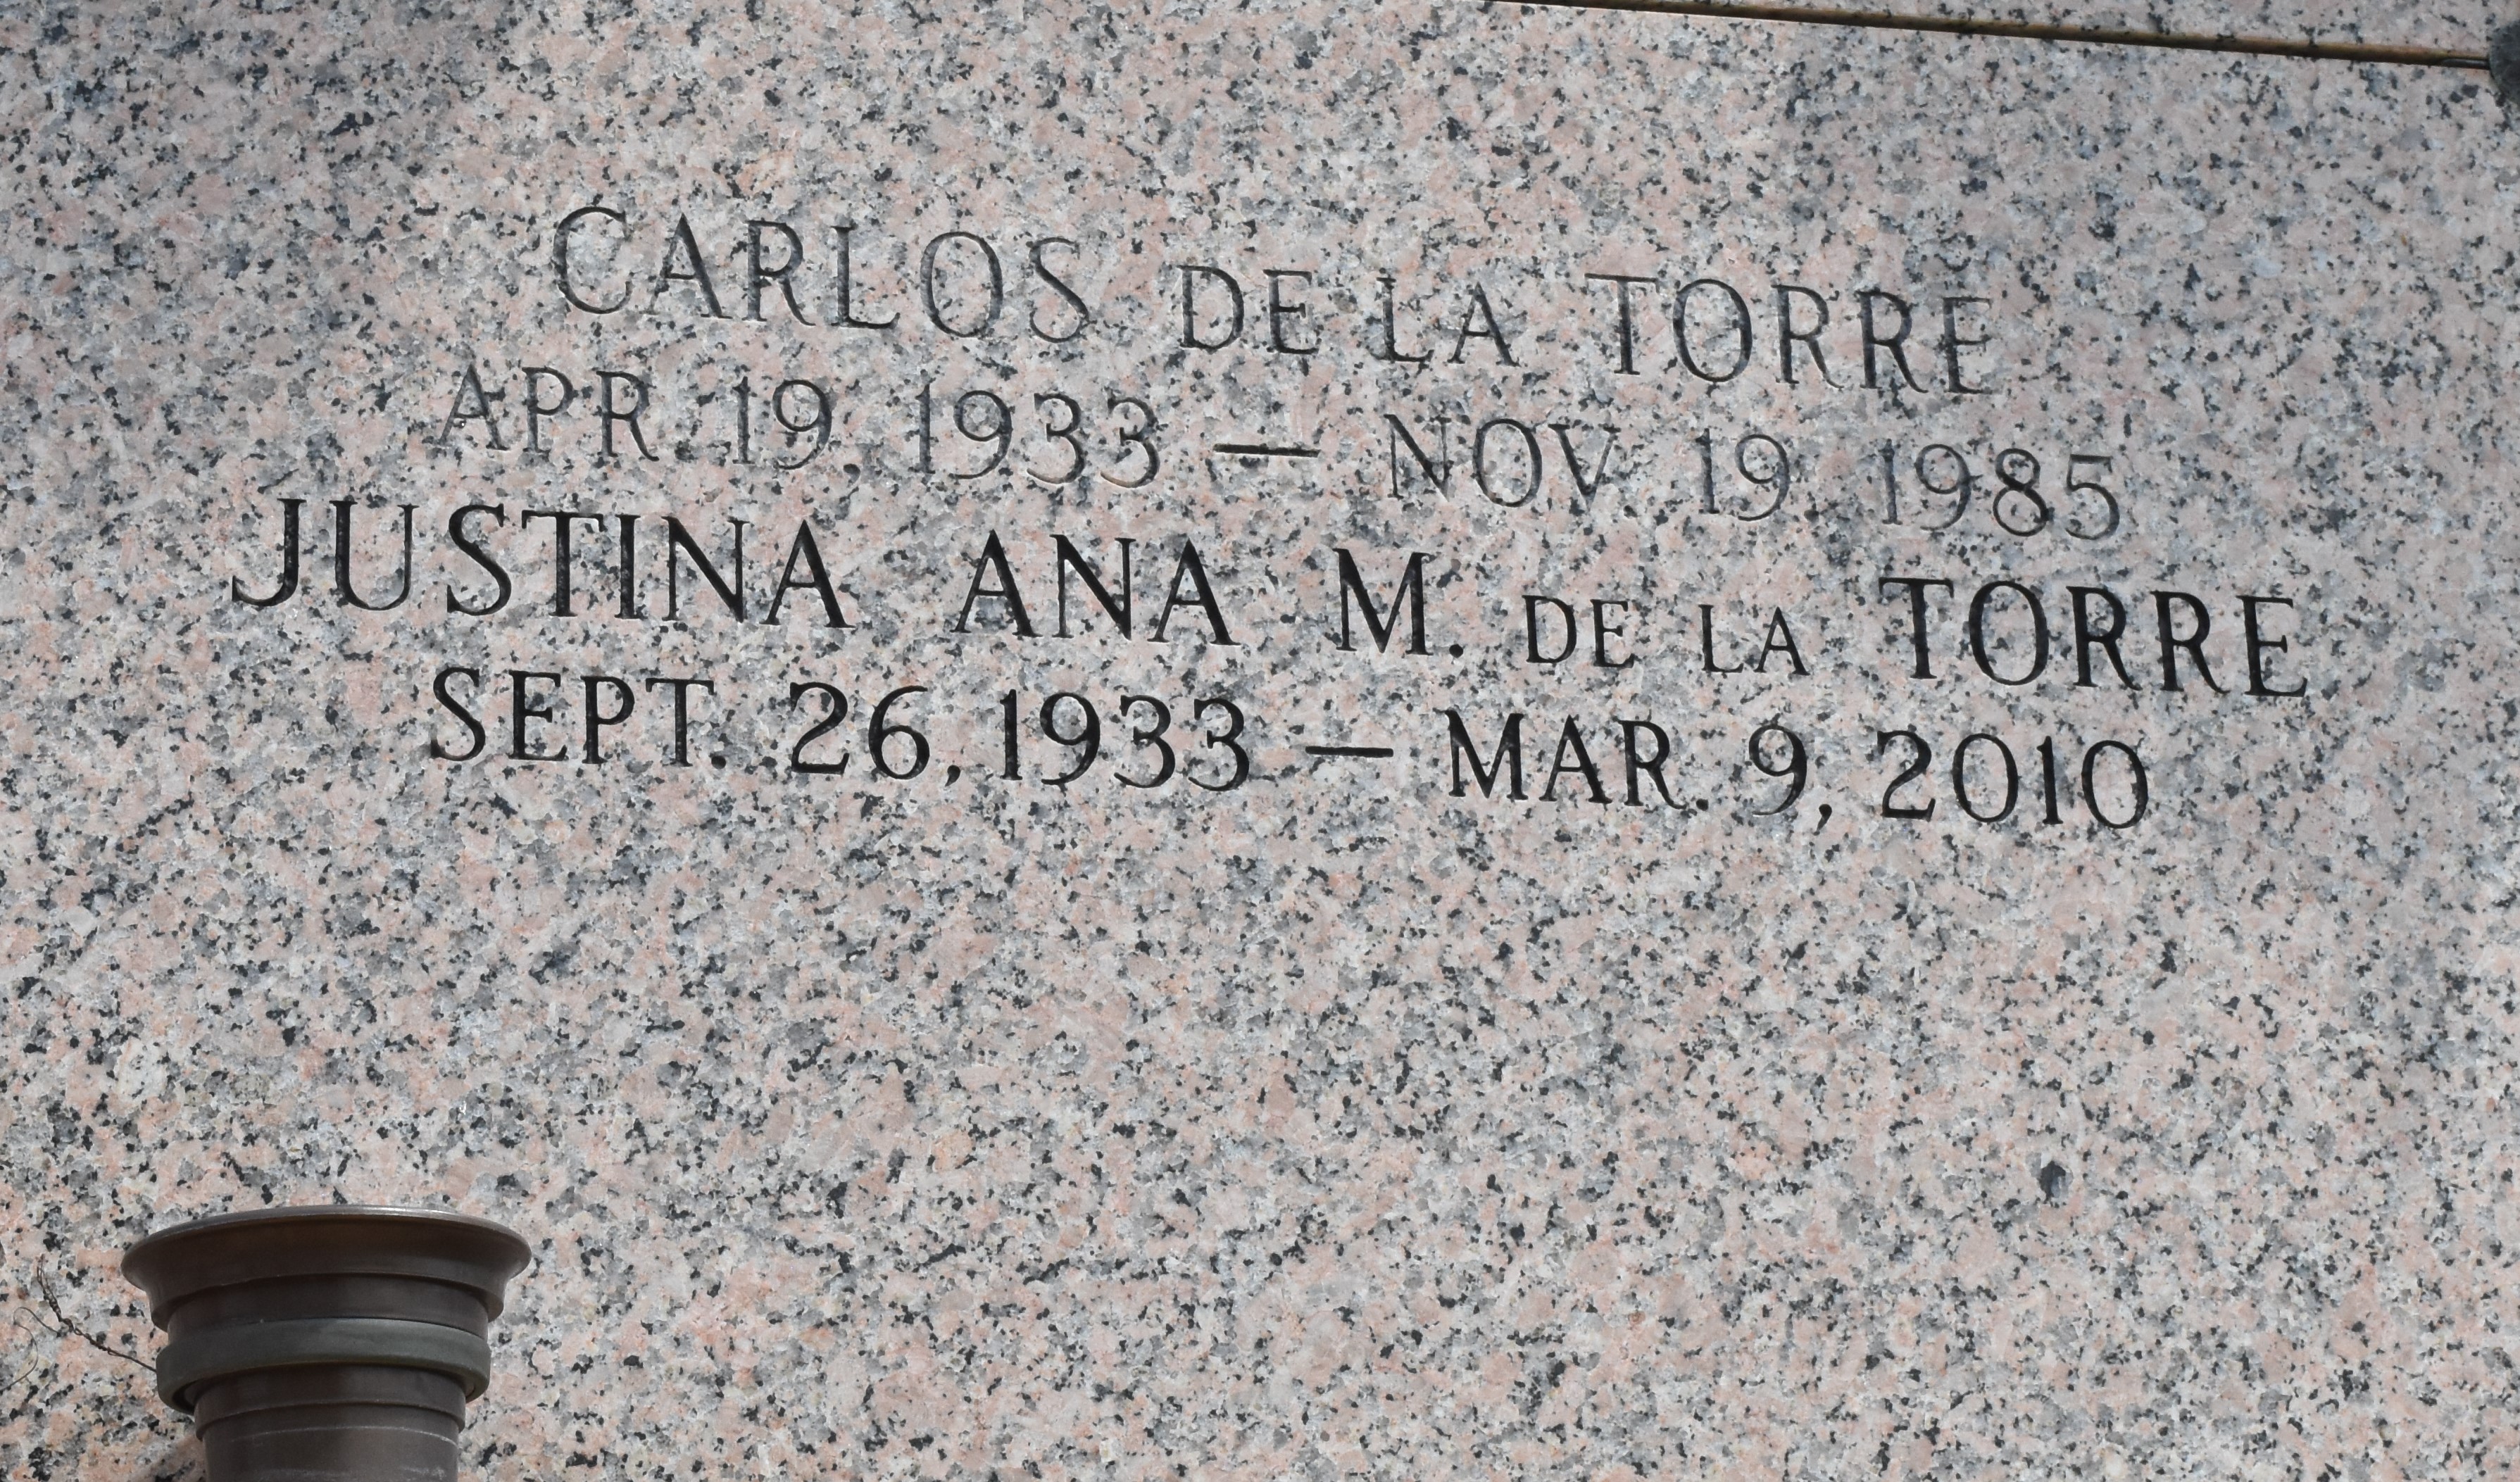 CARLOS DE LA TORRE
APR. 19, 1933 — NOV. 19, 1985
JUSTINA ANA M. DE LA TORRE
SEPT. 26, 1933 — MAR. 9, 2010